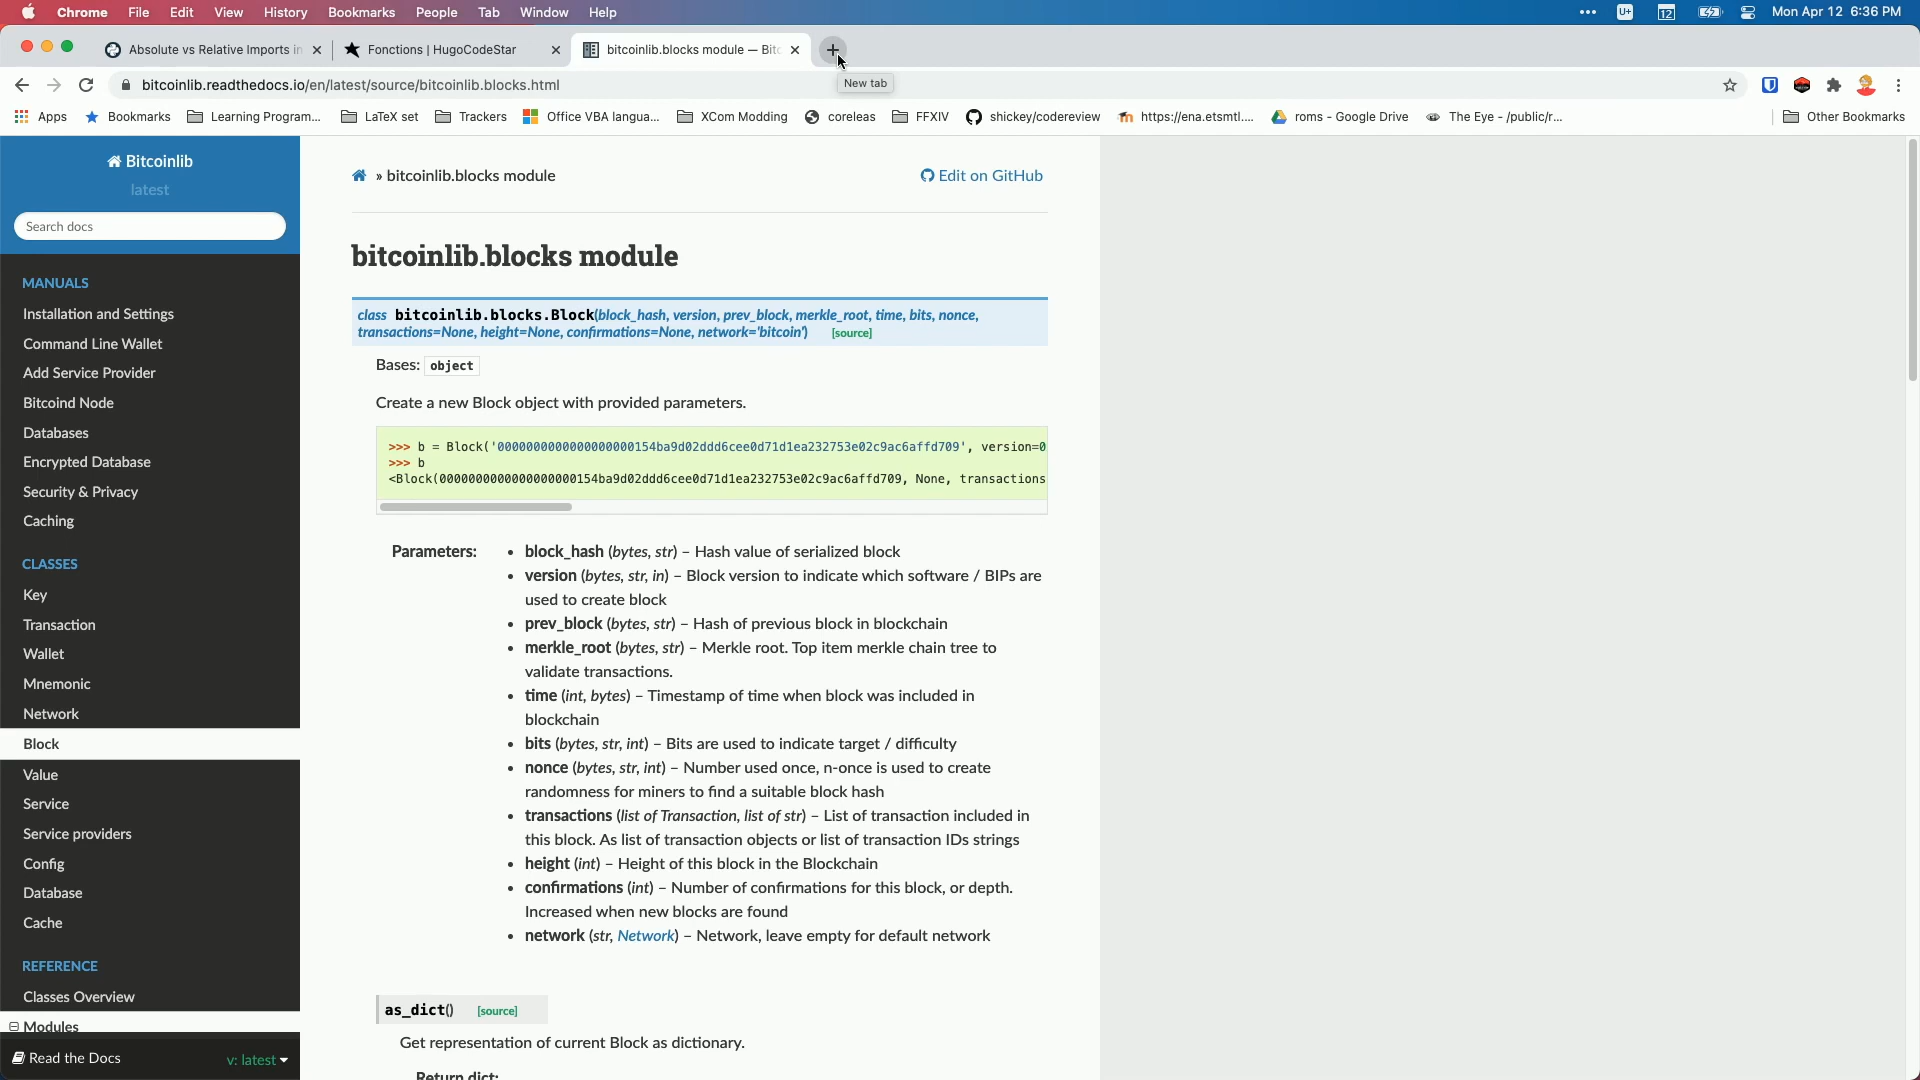 Chrome File Edit View History Bookmarks People Tab Window Help
U+ 12 Mon Apr 12 6:36 PM
Absolute vs Relative Imports in
Fonctions | HugoCodeStar
bitcoinlib.blocks module — Bitc
bitcoinlib.readthedocs.io/en/latest/source/bitcoinlib.blocks.html
New tab
Apps Bookmarks Learning Program... LaTeX set Trackers Office VBA langua... XCom Modding coreleas FFXIV shickey/codereview https://ena.etsmtl.... roms - Google Drive The Eye - /public/r... Other Bookmarks
Bitcoinlib
latest
Search docs
MANUALS
Installation and Settings
Command Line Wallet
Add Service Provider
Bitcoind Node
Databases
Encrypted Database
Security & Privacy
Caching
CLASSES
Key
Transaction
Wallet
Mnemonic
Network
Block
Value
Service
Service providers
Config
Database
Cache
REFERENCE
Classes Overview
Modules
Read the Docs v: latest
» bitcoinlib.blocks module
Edit on GitHub
bitcoinlib.blocks module
class bitcoinlib.blocks.Block(block_hash, version, prev_block, merkle_root, time, bits, nonce,
transactions=None, height=None, confirmations=None, network='bitcoin') [source]
Bases: object
Create a new Block object with provided parameters.
>>> b = Block('0000000000000000000154ba9d02ddd6cee0d71d1ea232753e02c9ac6affd709', version=0
>>> b
<Block(0000000000000000000154ba9d02ddd6cee0d71d1ea232753e02c9ac6affd709, None, transactions
Parameters:
• block_hash (bytes, str) – Hash value of serialized block
• version (bytes, str, in) – Block version to indicate which software / BIPs are
used to create block
• prev_block (bytes, str) – Hash of previous block in blockchain
• merkle_root (bytes, str) – Merkle root. Top item merkle chain tree to
validate transactions.
• time (int, bytes) – Timestamp of time when block was included in
blockchain
• bits (bytes, str, int) – Bits are used to indicate target / difficulty
• nonce (bytes, str, int) – Number used once, n-once is used to create
randomness for miners to find a suitable block hash
• transactions (list of Transaction, list of str) – List of transaction included in
this block. As list of transaction objects or list of transaction IDs strings
• height (int) – Height of this block in the Blockchain
• confirmations (int) – Number of confirmations for this block, or depth.
Increased when new blocks are found
• network (str, Network) – Network, leave empty for default network
as_dict() [source]
Get representation of current Block as dictionary.
Return dict: